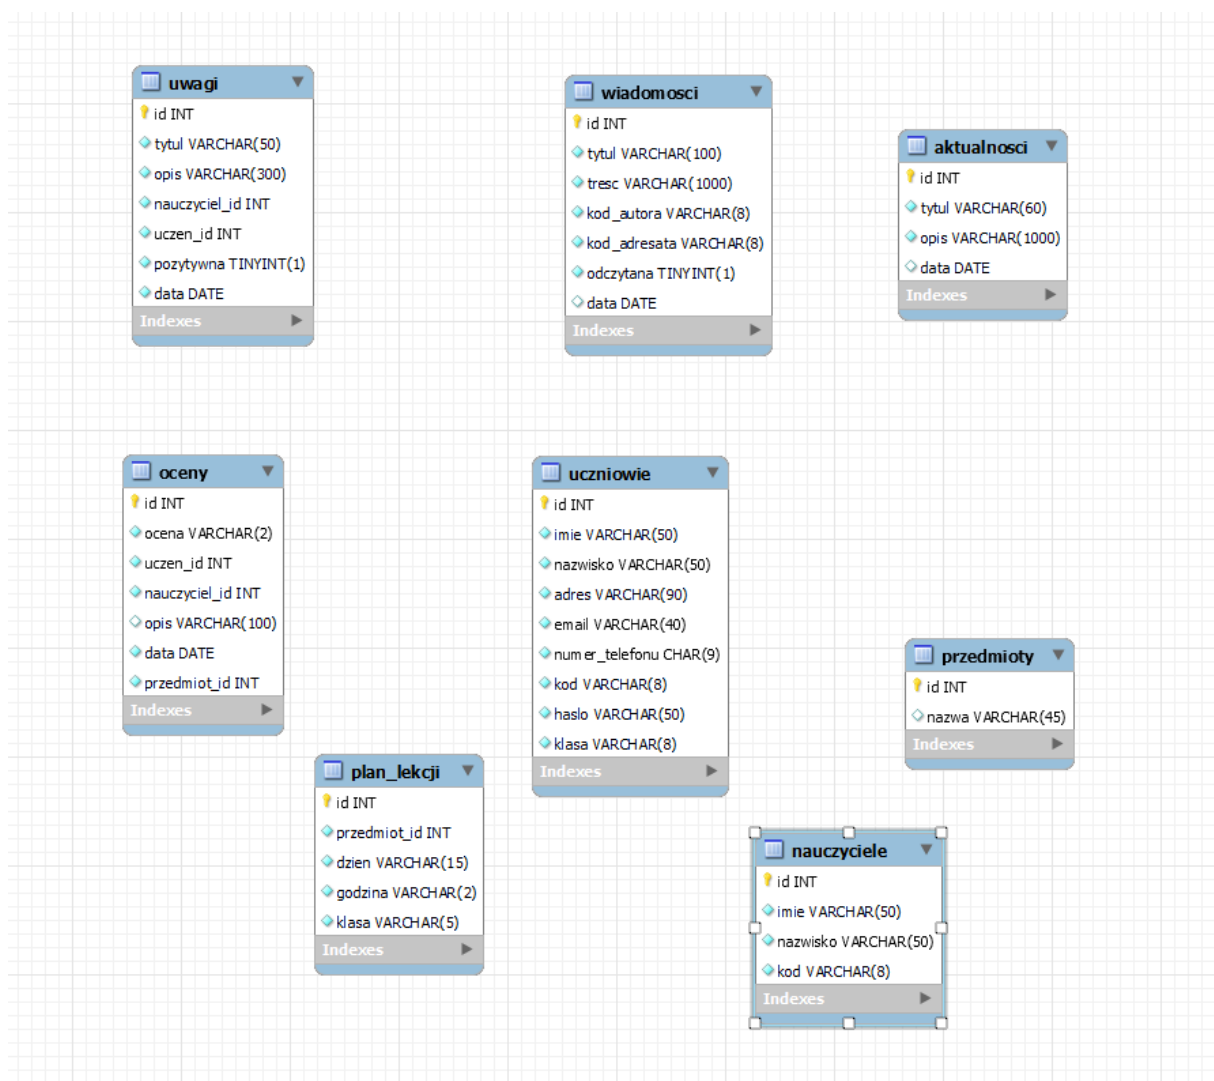 uwagi
id INT
tytul VARCHAR(50)
opis VARCHAR(300)
nauczyciel_id INT
uczen_id INT
pozytywna TINYINT(1)
data DATE
Indexes
wiadomosci
id INT
tytul VARCHAR(100)
tresc VARCHAR(1000)
kod_autora VARCHAR(8)
kod_adresata VARCHAR(8)
odczytana TINYINT(1)
data DATE
Indexes
aktualnosci
id INT
tytul VARCHAR(60)
opis VARCHAR(1000)
data DATE
Indexes
oceny
id INT
ocena VARCHAR(2)
uczen_id INT
nauczyciel_id INT
opis VARCHAR(100)
data DATE
przedmiot_id INT
Indexes
uczniowie
id INT
imie VARCHAR(50)
nazwisko VARCHAR(50)
adres VARCHAR(90)
email VARCHAR(40)
numer_telefonu CHAR(9)
kod VARCHAR(8)
haslo VARCHAR(50)
klasa VARCHAR(8)
Indexes
przedmioty
id INT
nazwa VARCHAR(45)
Indexes
plan_lekcji
id INT
przedmiot_id INT
dzien VARCHAR(15)
godzina VARCHAR(2)
klasa VARCHAR(5)
Indexes
nauczyciele
id INT
imie VARCHAR(50)
nazwisko VARCHAR(50)
kod VARCHAR(8)
Indexes